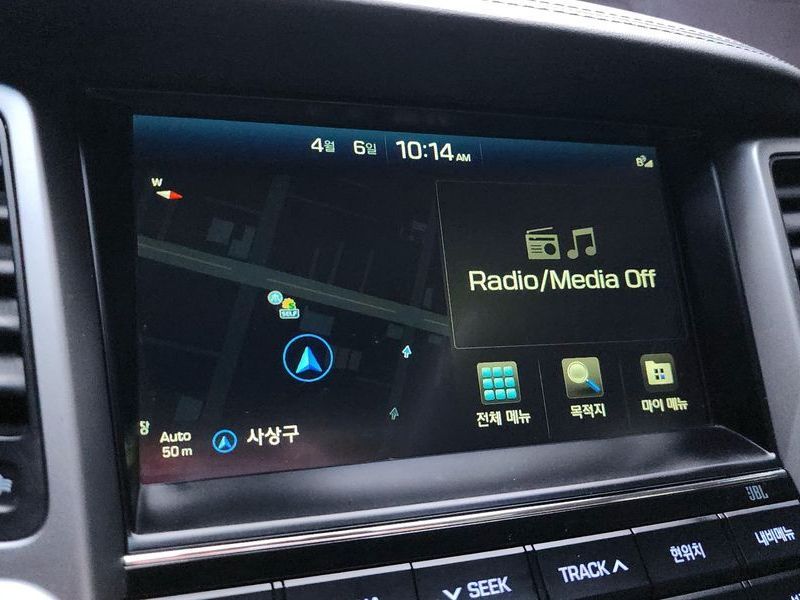 4월 6일 10:14 AM
W
Radio/Media Off
SELF
전체 메뉴
목적지
마이 메뉴
장
Auto
50 m
사상구
JBL
SEEK
TRACK
현위치
내비메뉴